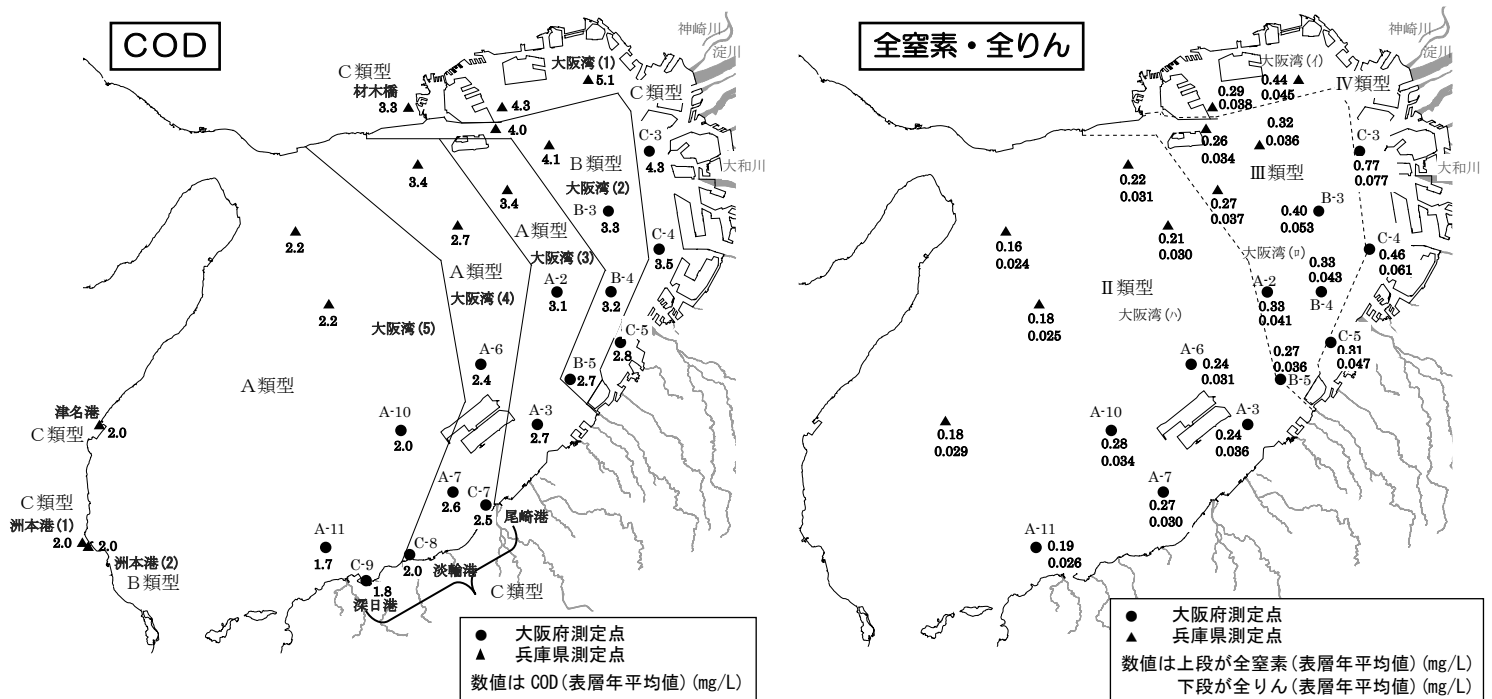 COD
神崎川
淀川
大阪湾(1)
C類型
5.1
材木橋
C類型
3.3
4.3
4.0
C-3
4.1
B類型
4.3
大和川
3.4
大阪湾(2)
3.4
B-3
A類型
3.3
2.2
2.7
大阪湾(3)
C-4
A類型
3.5
A-2
B-4
大阪湾(4)
3.1
3.2
2.2
大阪湾(5)
C-5
2.8
A-6
B-5
2.4
2.7
A類型
津名港
A-10
A-3
C類型
2.0
2.0
2.7
A-7
C-7
C類型
2.6
2.5
尾崎港
洲本港(1)
A-11
2.0
2.0
C-8
洲本港(2)
1.7
C-9
2.0
淡輪港
B類型
1.8
C類型
深日港
● 大阪府測定点
▲ 兵庫県測定点
数値は COD(表層年平均値)(mg/L)
全窒素・全りん
神崎川
淀川
大阪湾(イ)
0.44
0.045
Ⅳ類型
0.29
0.038
0.32
0.036
C-3
0.26
0.034
0.77
0.077
大和川
0.22
0.031
Ⅲ類型
0.27
0.037
B-3
0.40
0.053
0.16
0.024
0.21
0.030
C-4
大阪湾(ロ)
0.46
0.061
0.33
0.043
Ⅱ類型
A-2
B-4
0.33
0.041
大阪湾(ハ)
0.18
0.025
C-5
0.31
0.047
A-6
0.27
0.036
0.24
0.031
B-5
A-10
A-3
0.18
0.029
0.28
0.034
0.24
0.036
A-7
0.27
0.030
A-11
0.19
0.026
● 大阪府測定点
▲ 兵庫県測定点
数値は上段が全窒素(表層年平均値)(mg/L)
下段が全りん(表層年平均値)(mg/L)